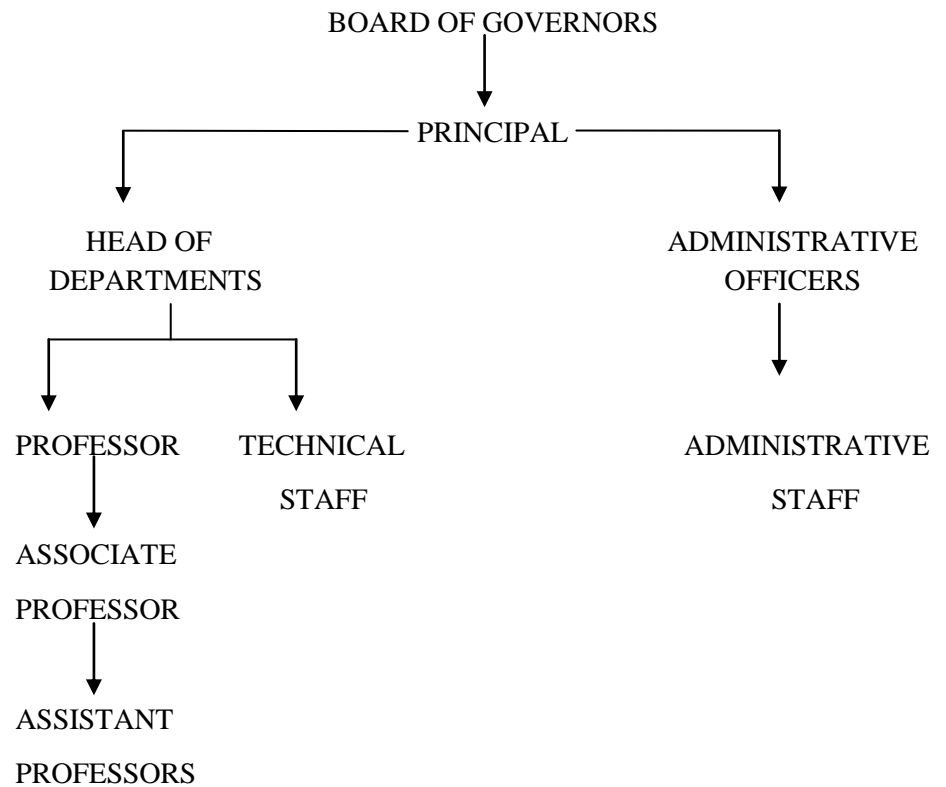 BOARD OF GOVERNORS
PRINCIPAL
HEAD OF
DEPARTMENTS
ADMINISTRATIVE
OFFICERS
PROFESSOR
TECHNICAL
STAFF
ADMINISTRATIVE
STAFF
ASSOCIATE
PROFESSOR
ASSISTANT
PROFESSORS